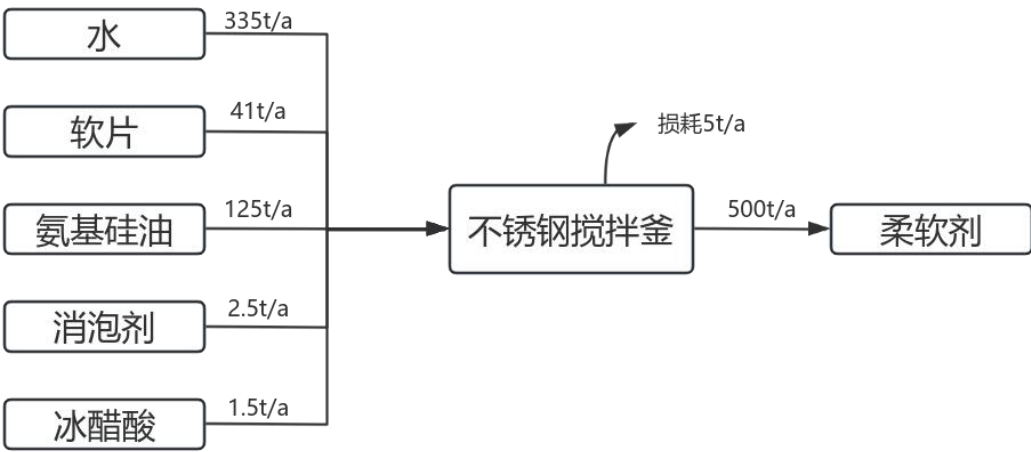 水
335t/a
软片
41t/a
氨基硅油
125t/a
消泡剂
2.5t/a
冰醋酸
1.5t/a
损耗5t/a
不锈钢搅拌釜
500t/a
柔软剂